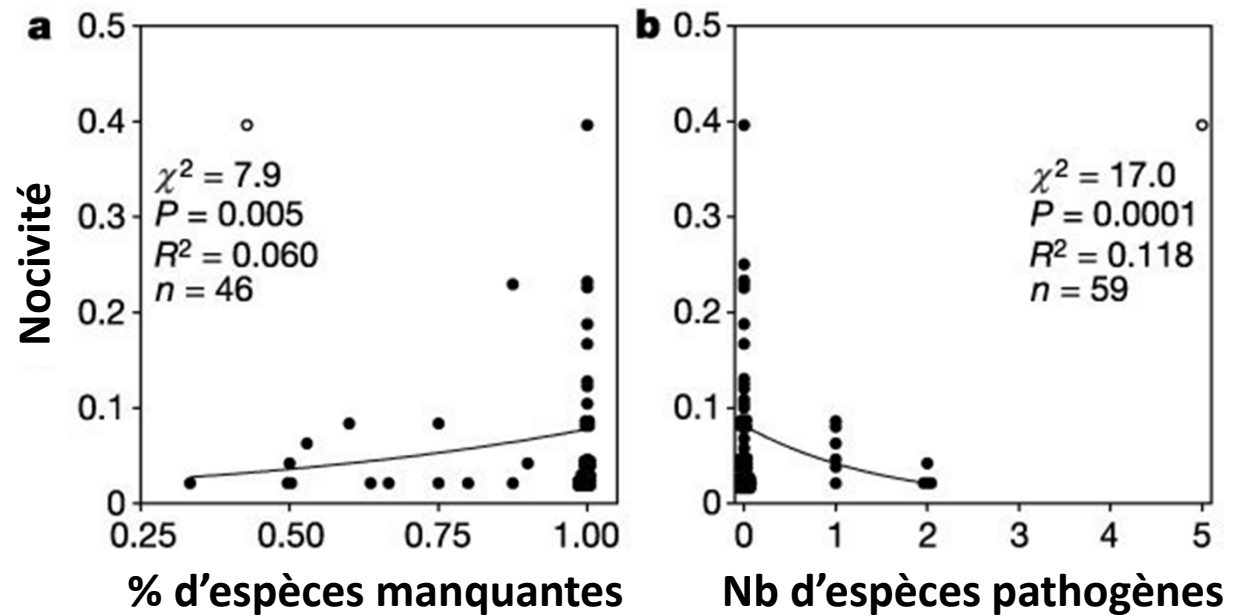 a
0.5
0.4
0.3
0.2
0.1
0
Nocivité
χ² = 7.9
P = 0.005
R² = 0.060
n = 46
0.25 0.50 0.75 1.00
% d’espèces manquantes
b
0.5
0.4
0.3
0.2
0.1
0
χ² = 17.0
P = 0.0001
R² = 0.118
n = 59
0 1 2 3 4 5
Nb d’espèces pathogènes